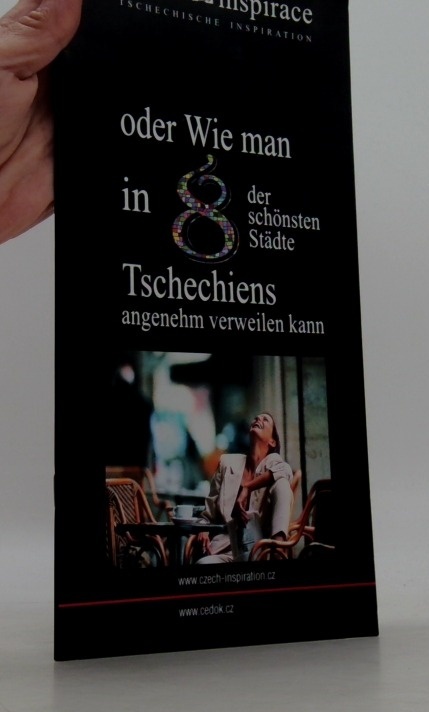 inspirace
TSCHECHISCHE INSPIRATION
oder Wie man
in 8 der
schönsten
Städte
Tschechiens
angenehm verweilen kann
www.czech-inspiration.cz
www.cedok.cz